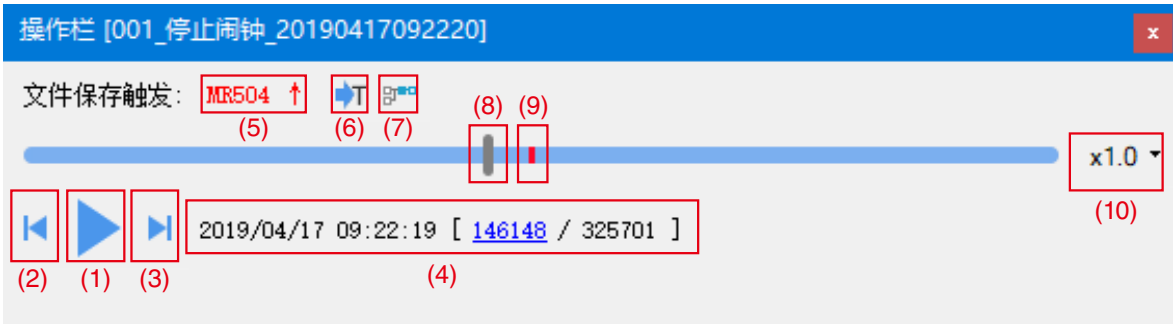 操作栏 [001_停止闹钟_20190417092220]
x
文件保存触发: MR504 ↑ T
(5) (6) (7) (8) (9)
x1.0
(10)
2019/04/17 09:22:19 [ 146148 / 325701 ]
(2) (1) (3) (4)